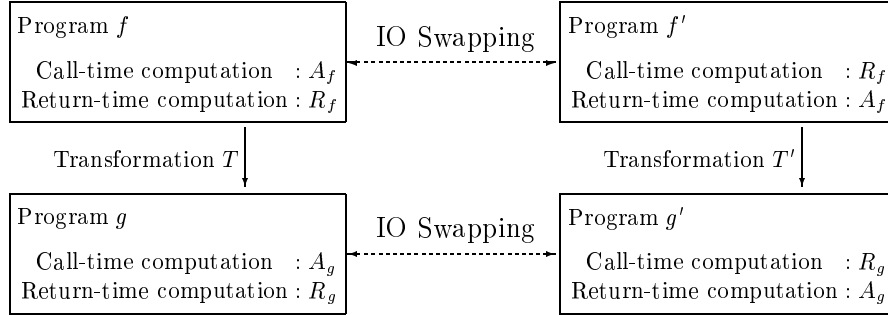 Program f
Call-time computation : A_f
Return-time computation : R_f
IO Swapping
Program f′
Call-time computation : R_f
Return-time computation : A_f
Transformation T
Transformation T′
Program g
Call-time computation : A_g
Return-time computation : R_g
IO Swapping
Program g′
Call-time computation : R_g
Return-time computation : A_g